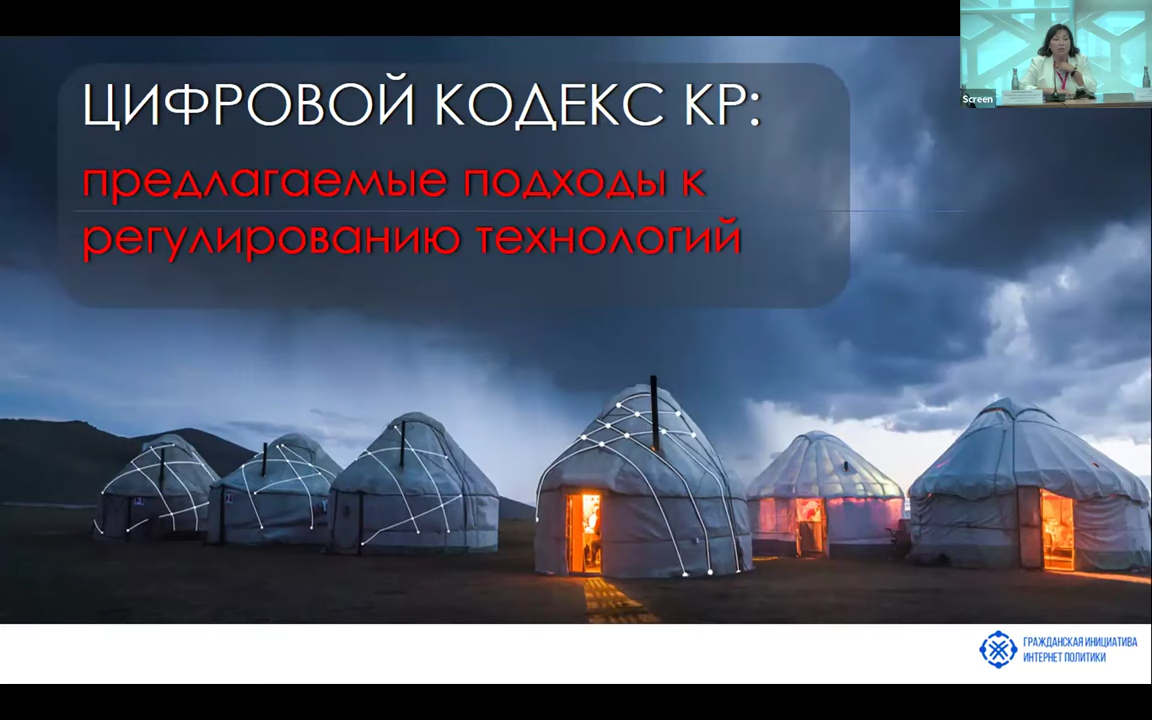 ЦИФРОВОЙ КОДЕКС КР:
предлагаемые подходы к
регулированию технологий
Screen
ГРАЖДАНСКАЯ ИНИЦИАТИВА
ИНТЕРНЕТ ПОЛИТИКИ